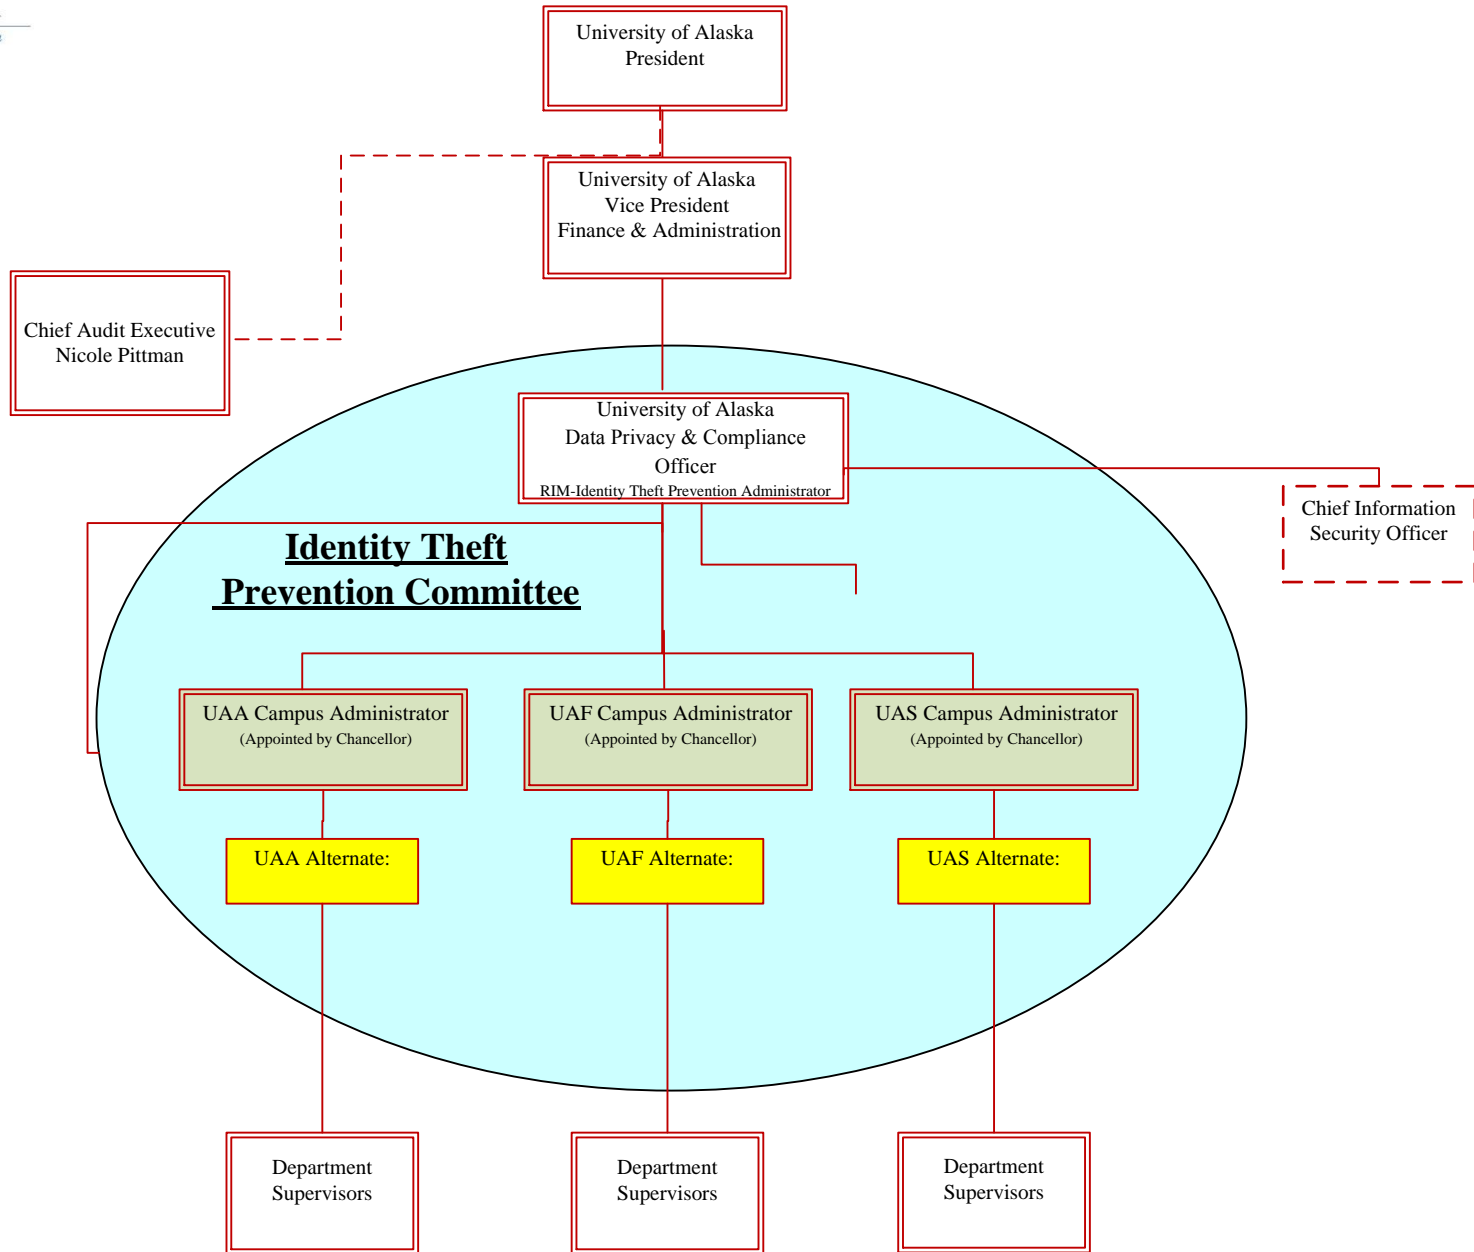 University of Alaska
President
University of Alaska
Vice President
Finance & Administration
Chief Audit Executive
Nicole Pittman
University of Alaska
Data Privacy & Compliance
Officer
RIM-Identity Theft Prevention Administrator
Chief Information
Security Officer
Identity Theft
Prevention Committee
UAA Campus Administrator
(Appointed by Chancellor)
UAF Campus Administrator
(Appointed by Chancellor)
UAS Campus Administrator
(Appointed by Chancellor)
UAA Alternate:
UAF Alternate:
UAS Alternate:
Department
Supervisors
Department
Supervisors
Department
Supervisors